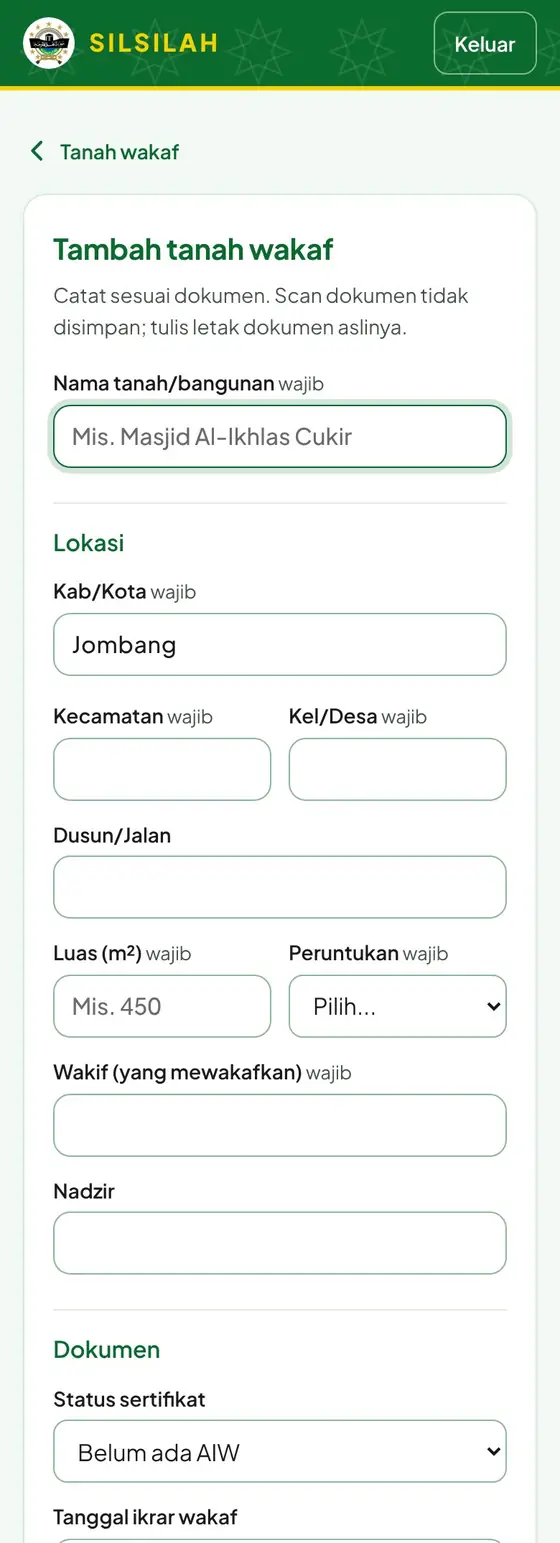 SILSILAH
Keluar
Tanah wakaf
Tambah tanah wakaf
Catat sesuai dokumen. Scan dokumen tidak
disimpan; tulis letak dokumen aslinya.
Nama tanah/bangunan wajib
Mis. Masjid Al-Ikhlas Cukir
Lokasi
Kab/Kota wajib
Jombang
Kecamatan wajib
Kel/Desa wajib
Dusun/Jalan
Luas (m²) wajib
Peruntukan wajib
Mis. 450
Pilih...
Wakif (yang mewakafkan) wajib
Nadzir
Dokumen
Status sertifikat
Belum ada AIW
Tanggal ikrar wakaf